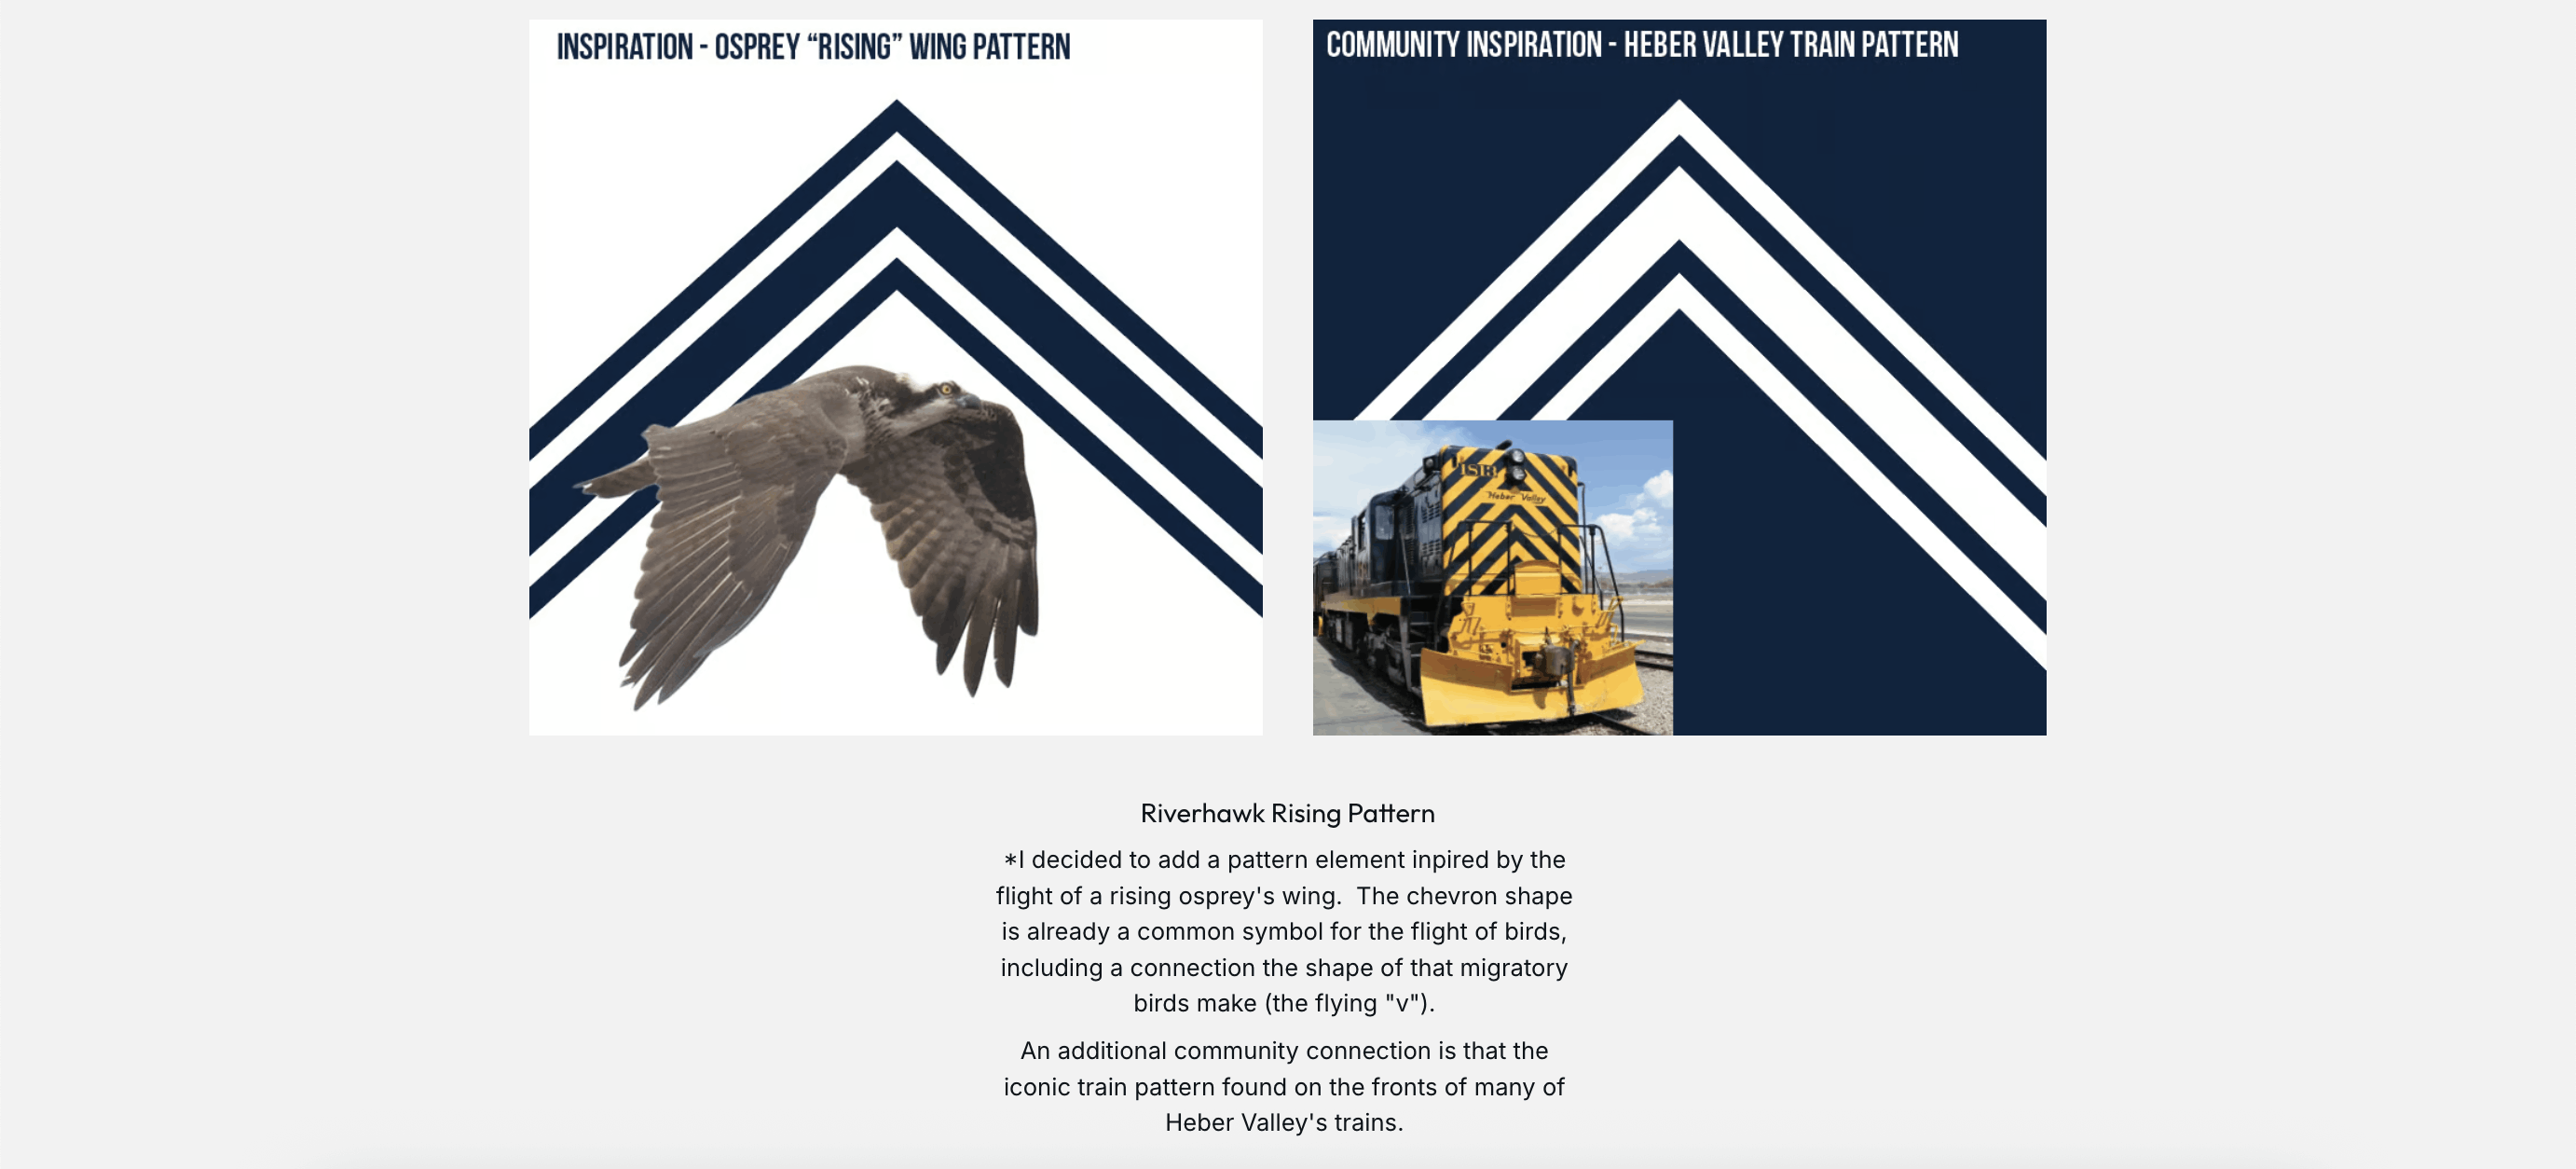 INSPIRATION - OSPREY “RISING” WING PATTERN
COMMUNITY INSPIRATION - HEBER VALLEY TRAIN PATTERN
Heber Valley
Riverhawk Rising Pattern
*I decided to add a pattern element inpired by the
flight of a rising osprey's wing.  The chevron shape
is already a common symbol for the flight of birds,
including a connection the shape of that migratory
birds make (the flying "v").
An additional community connection is that the
iconic train pattern found on the fronts of many of
Heber Valley's trains.